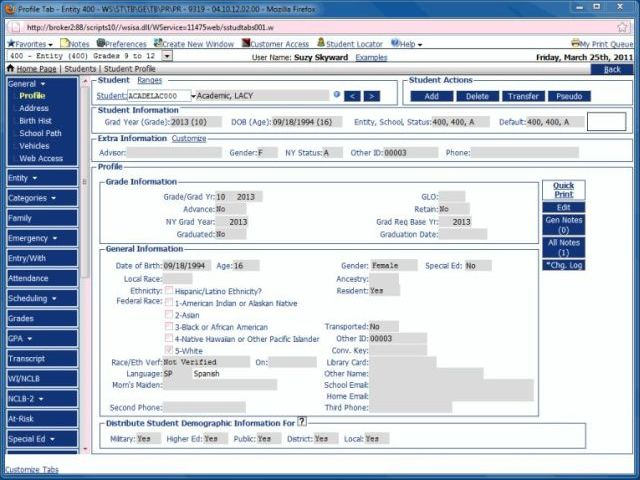 Profile Tab - Entity 400 - WS\ST\TB\GE\TB\PR\PR - 9319 - 04.10.12.02.00 - Mozilla Firefox
http://broker2:88/scripts10//wsisa.dll/WService=11475web/sstudtabs001.w
Favorites Notes Preferences Create New Window Customer Access Student Locator Help My Print Queue
400 - Entity (400) Grades 9 to 12 User Name: Suzy Skyward Examples Friday, March 25th, 2011
Home Page | Students | Student Profile Back
General
Profile
Address
Birth Hist
School Path
Vehicles
Web Access
Entity
Categories
Family
Emergency
Entry/With
Attendance
Scheduling
Grades
GPA
Transcript
WI/NCLB
NCLB-2
At-Risk
Special Ed
Customize Tabs
Student Ranges
Student: ACADELAC000 Academic, LACY < >
Student Actions
Add Delete Transfer Pseudo
Student Information
Grad Year (Grade): 2013 (10) DOB (Age): 09/18/1994 (16) Entity, School, Status: 400, 400, A Default: 400, 400, A
Extra Information Customize
Advisor: Gender: F NY Status: A Other ID: 00003 Phone:
Profile
Grade Information
Grade/Grad Yr: 10 2013 GLO:
Advance: No Retain: No
NY Grad Year: 2013 Grad Req Base Yr: 2013
Graduated: No Graduation Date:
Quick Print
Edit
Gen Notes (0)
All Notes (1)
*Chg. Log
General Information
Date of Birth: 09/18/1994 Age: 16 Gender: Female Special Ed: No
Local Race: Ancestry:
Ethnicity: Hispanic/Latino Ethnicity? Resident: Yes
Federal Race: 1-American Indian or Alaskan Native
2-Asian
3-Black or African American Transported: No
4-Native Hawaiian or Other Pacific Islander Other ID: 00003
5-White Conv. Key:
Race/Eth Verf: Not Verified On: Library Card:
Language: SP Spanish Other Name:
Mom's Maiden: School Email:
Home Email:
Second Phone: Third Phone:
Distribute Student Demographic Information For ?
Military: Yes Higher Ed: Yes Public: Yes District: Yes Local: Yes